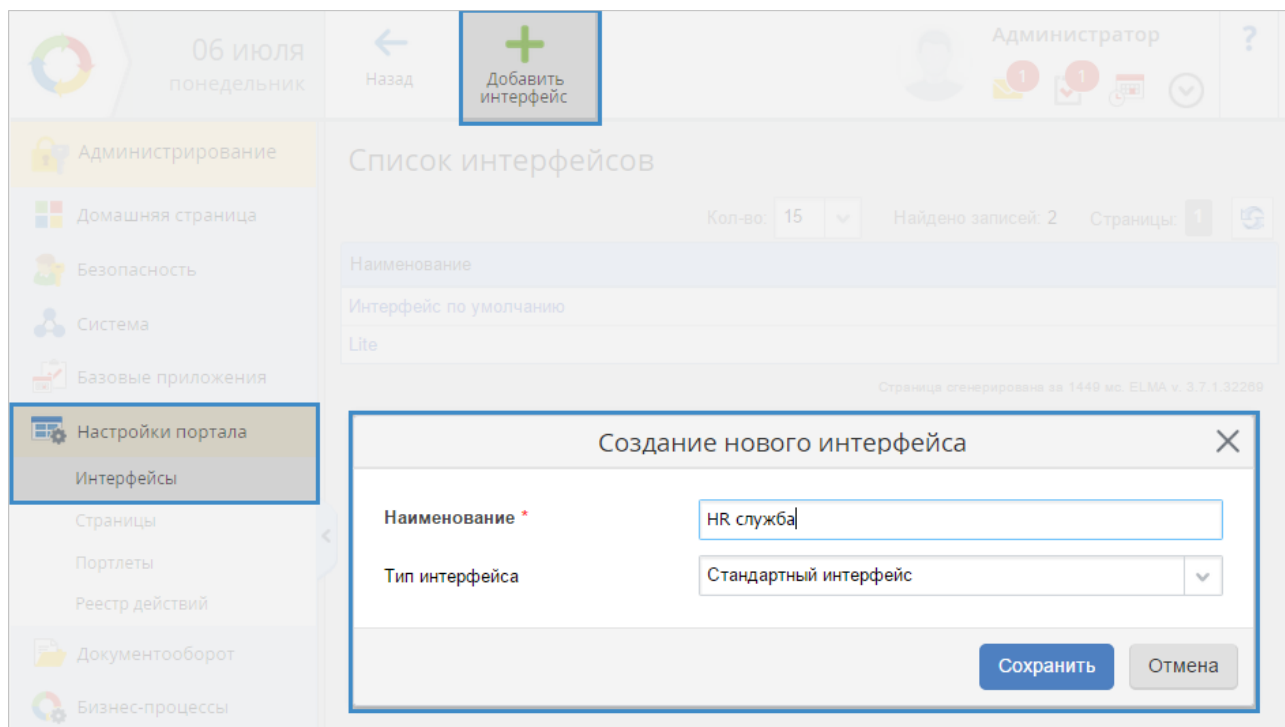 06 июля
понедельник
Назад
Добавить
интерфейс
Администратор
1
1
?
Администрирование
Домашняя страница
Безопасность
Система
Базовые приложения
Настройки портала
Интерфейсы
Страницы
Портлеты
Реестр действий
Документооборот
Бизнес-процессы
Список интерфейсов
Кол-во: 15 Найдено записей: 2 Страницы: 1
Наименование
Интерфейс по умолчанию
Lite
Страница сгенерирована за 1449 мс. ELMA v. 3.7.1.32269
Создание нового интерфейса
Наименование * HR служба
Тип интерфейса Стандартный интерфейс
Сохранить Отмена